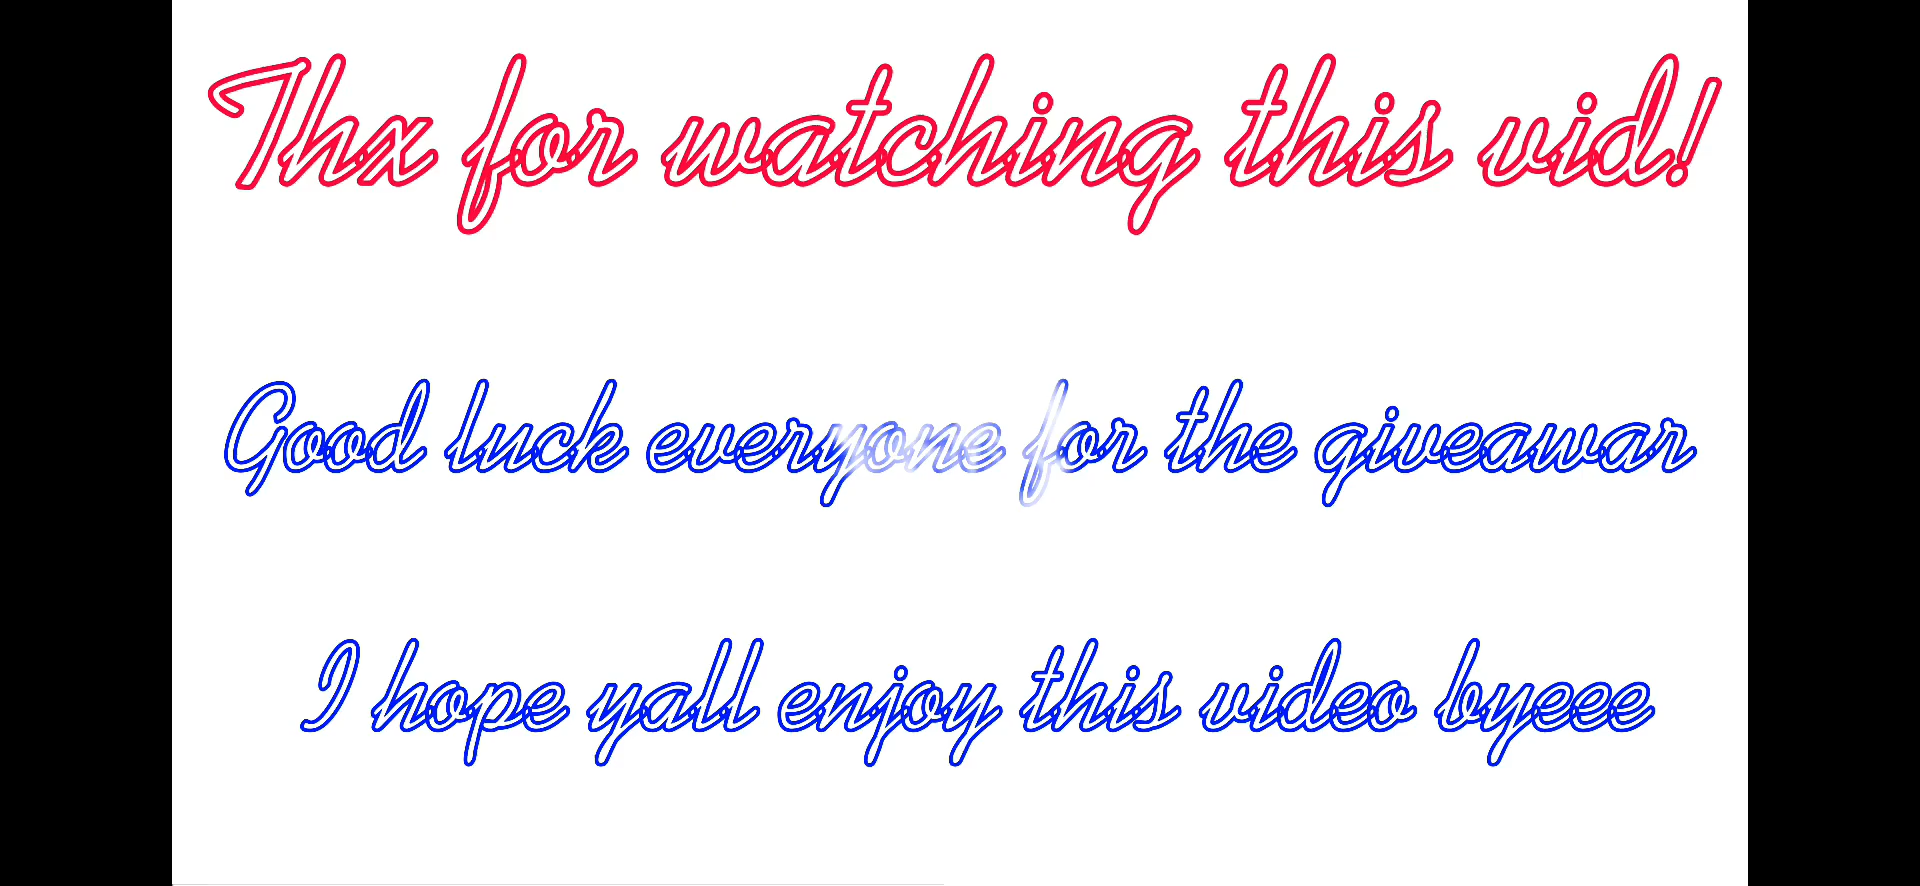 Thx for watching this vid!
Good luck everyone for the giveawar
I hope yall enjoy this video byeee